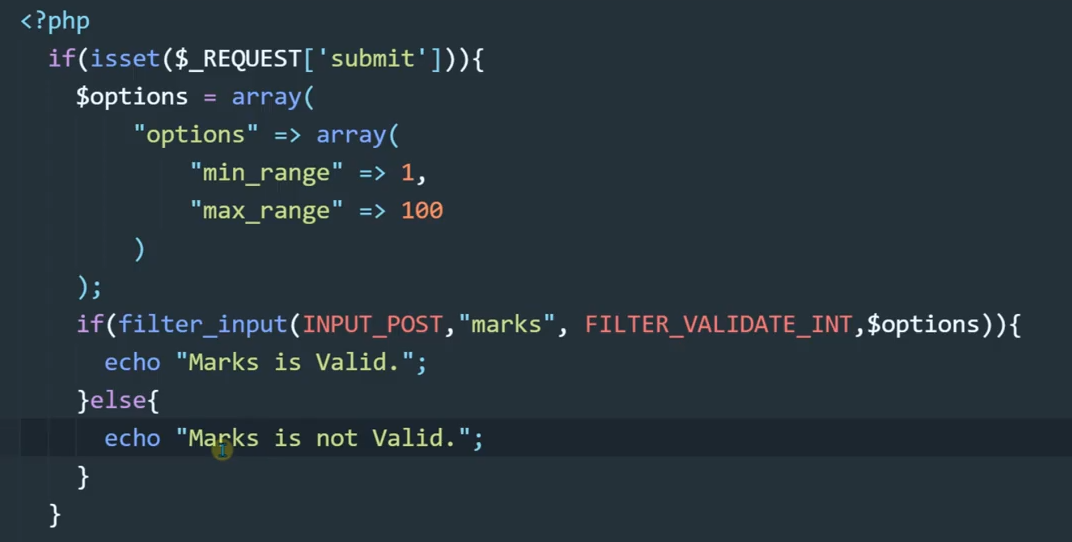 <?php
if(isset($_REQUEST['submit'])){
$options = array(
"options" => array(
"min_range" => 1,
"max_range" => 100
)
);
if(filter_input(INPUT_POST,"marks", FILTER_VALIDATE_INT,$options)){
echo "Marks is Valid.";
}else{
echo "Marks is not Valid.";
}
}